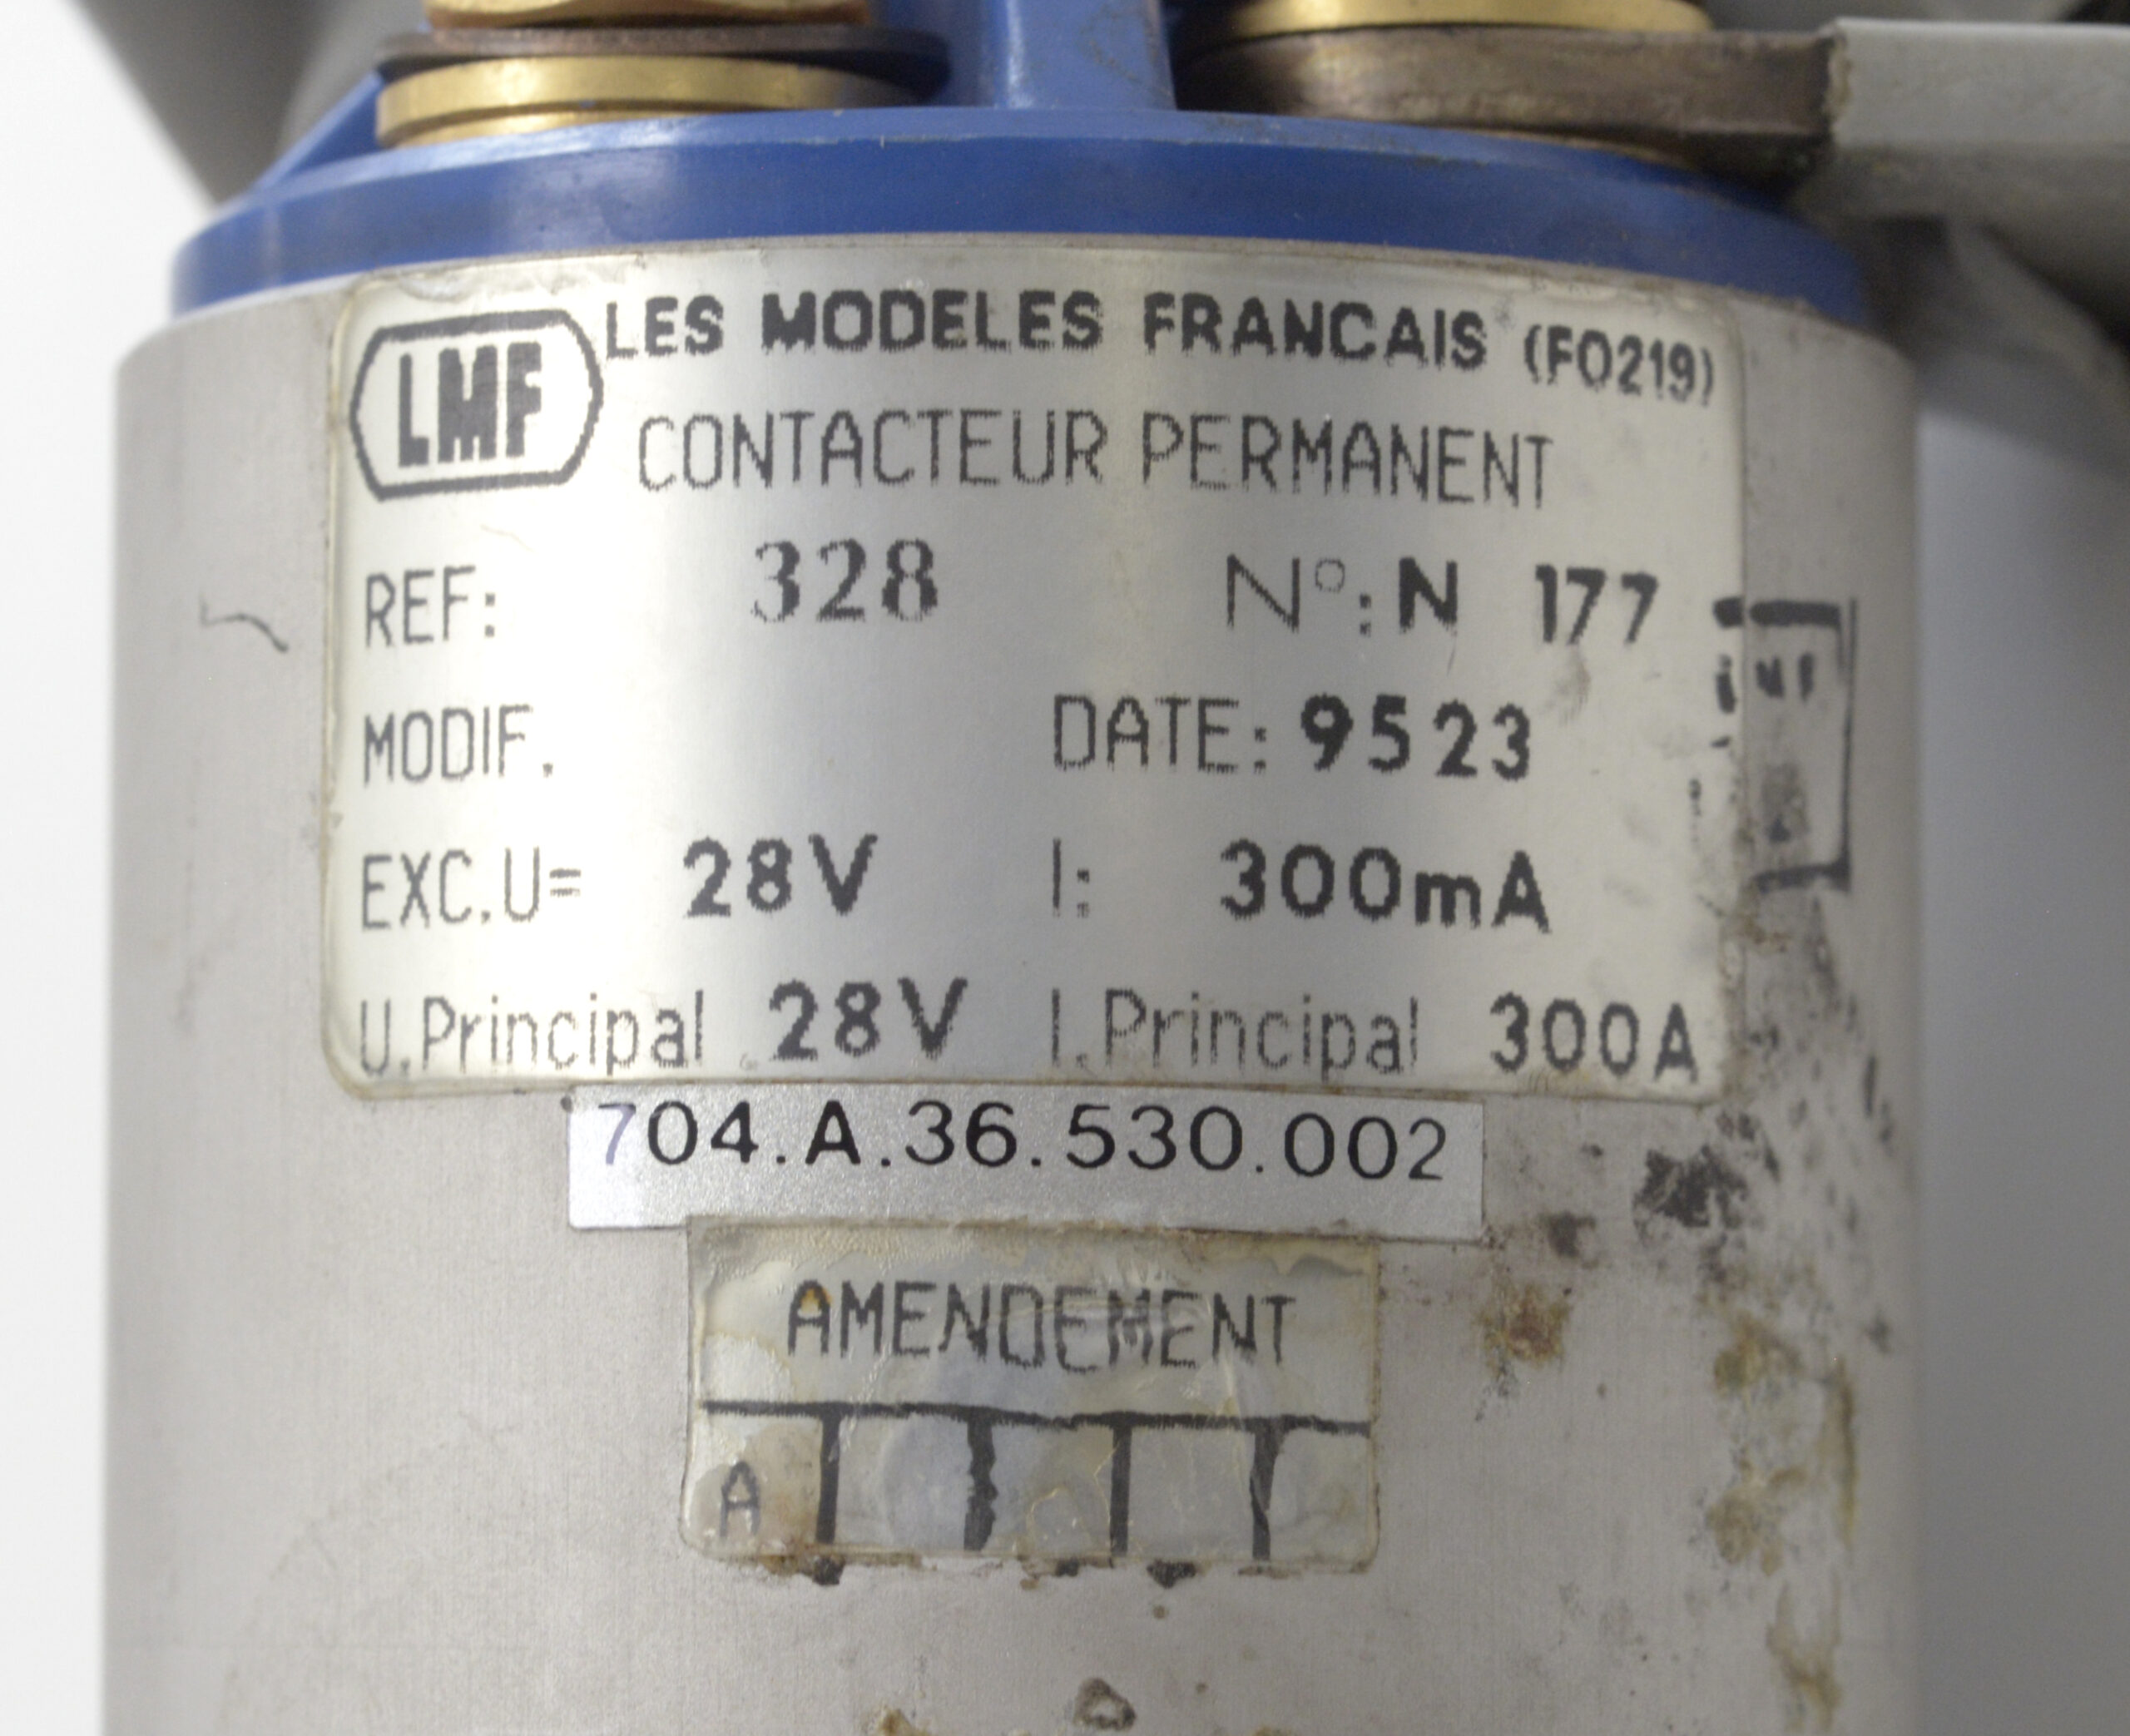 LMF LES MODELES FRANCAIS (FO219)
CONTACTEUR PERMANENT
REF: 328 N°: N 177
MODIF. DATE: 9523
EXC.U= 28V I: 300mA
U.Principal 28V I.Principal 300A
704.A.36.530.002
AMENDEMENT
A